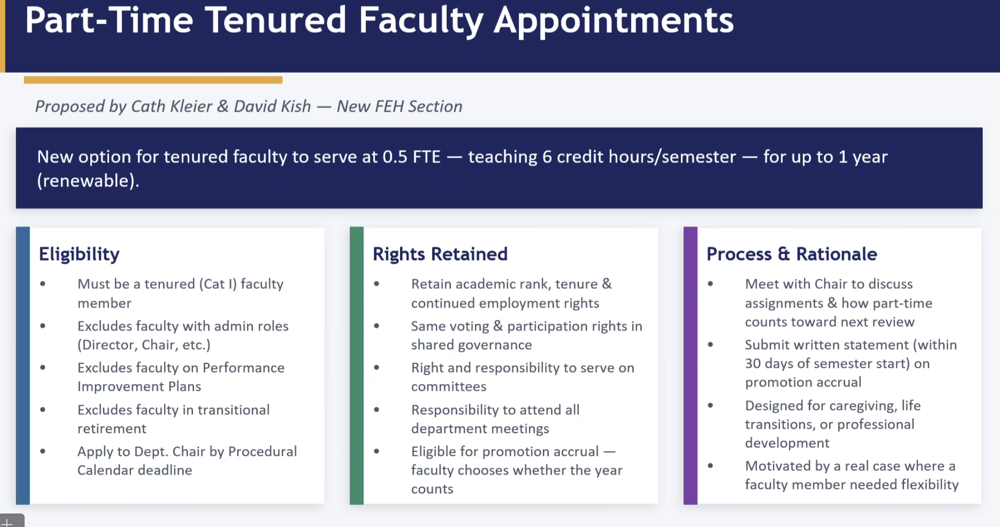 Part-Time Tenured Faculty Appointments
Proposed by Cath Kleier & David Kish — New FEH Section
New option for tenured faculty to serve at 0.5 FTE — teaching 6 credit hours/semester — for up to 1 year
(renewable).
Eligibility
• Must be a tenured (Cat I) faculty
member
• Excludes faculty with admin roles
(Director, Chair, etc.)
• Excludes faculty on Performance
Improvement Plans
• Excludes faculty in transitional
retirement
• Apply to Dept. Chair by Procedural
Calendar deadline
Rights Retained
• Retain academic rank, tenure &
continued employment rights
• Same voting & participation rights in
shared governance
• Right and responsibility to serve on
committees
• Responsibility to attend all
department meetings
• Eligible for promotion accrual —
faculty chooses whether the year
counts
Process & Rationale
• Meet with Chair to discuss
assignments & how part-time
counts toward next review
• Submit written statement (within
30 days of semester start) on
promotion accrual
• Designed for caregiving, life
transitions, or professional
development
• Motivated by a real case where a
faculty member needed flexibility